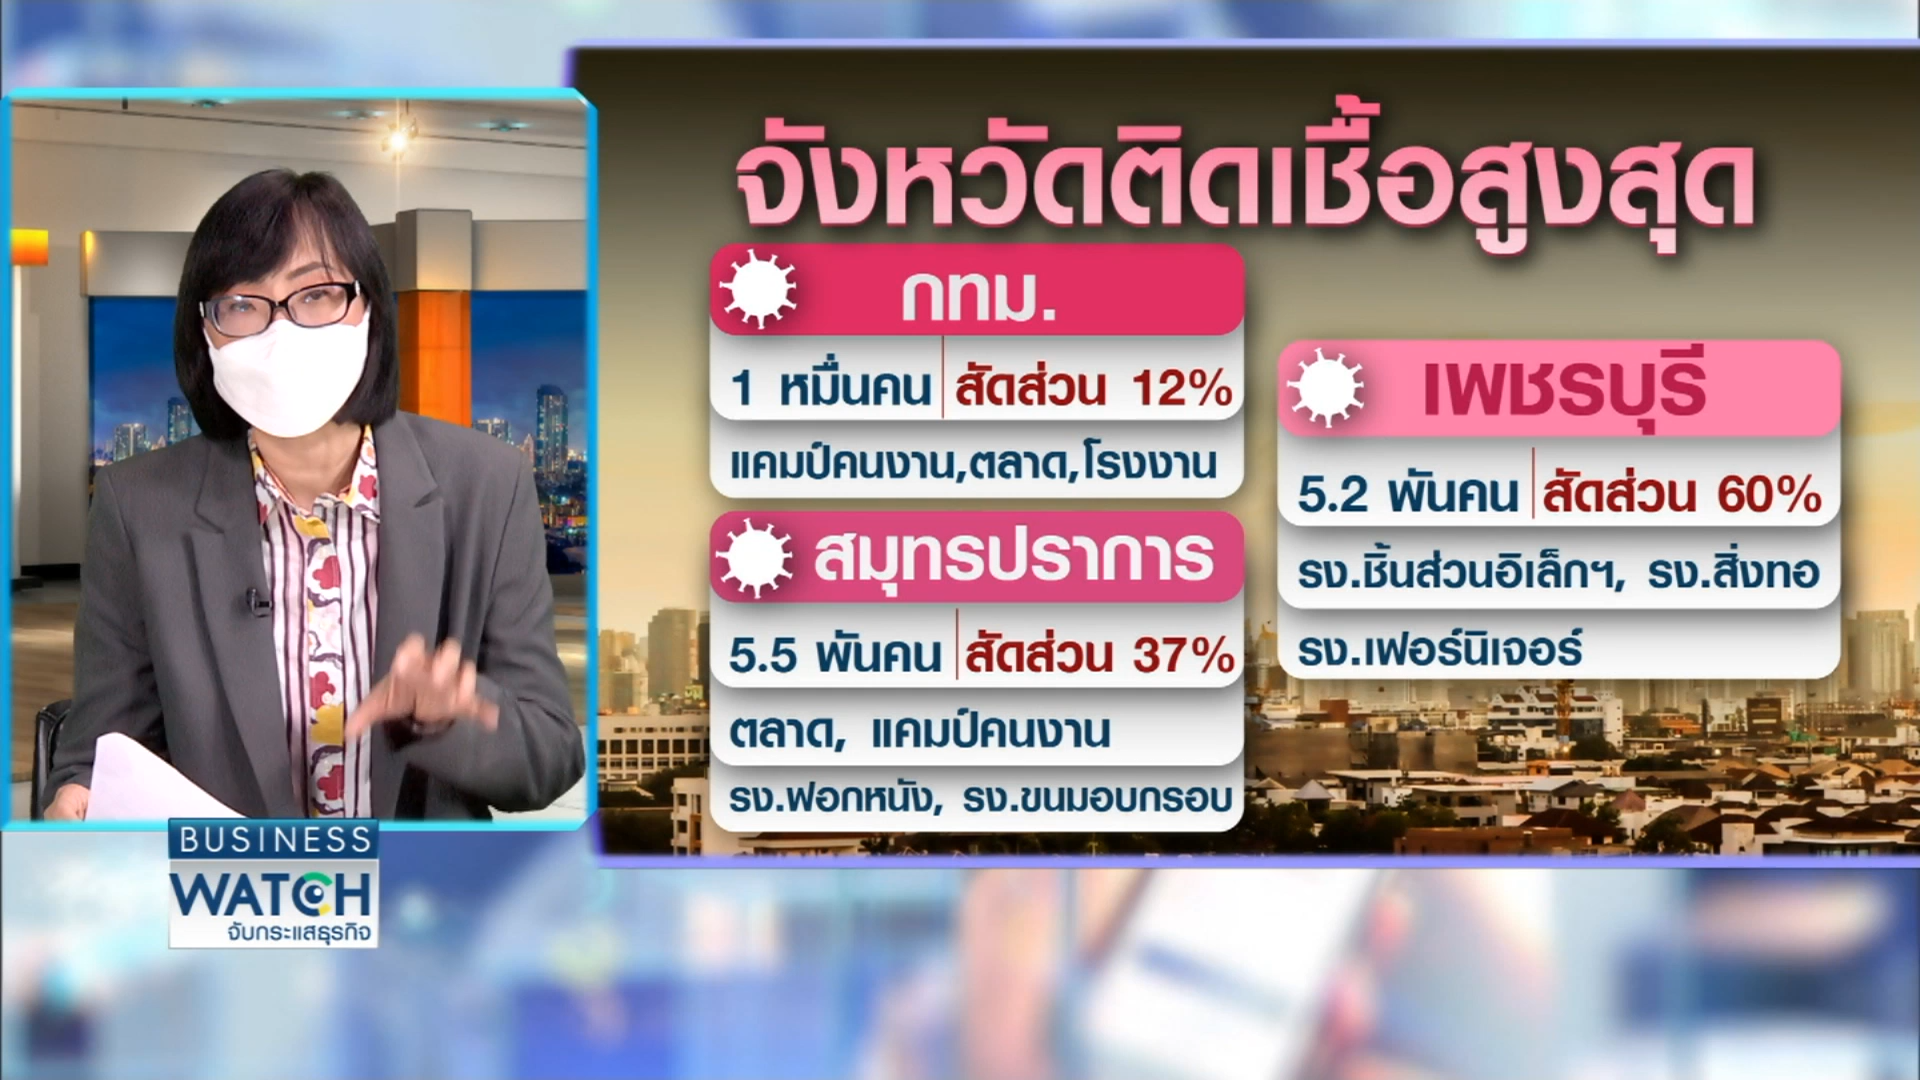 จังหวัดติดเชื้อสูงสุด
กทม.
1 หมื่นคน สัดส่วน 12%
แคมป์คนงาน,ตลาด,โรงงาน
สมุทรปราการ
5.5 พันคน สัดส่วน 37%
ตลาด, แคมป์คนงาน
รง.ฟอกหนัง, รง.ขนมอบกรอบ
เพชรบุรี
5.2 พันคน สัดส่วน 60%
รง.ชิ้นส่วนอิเล็กฯ, รง.สิ่งทอ
รง.เฟอร์นิเจอร์
BUSINESS
WATCH
จับกระแสธุรกิจ